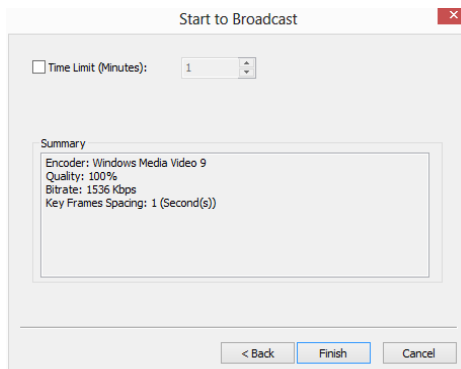 Start to Broadcast
Time Limit (Minutes): 1
Summary
Encoder: Windows Media Video 9
Quality: 100%
Bitrate: 1536 Kbps
Key Frames Spacing: 1 (Second(s))
< Back Finish Cancel